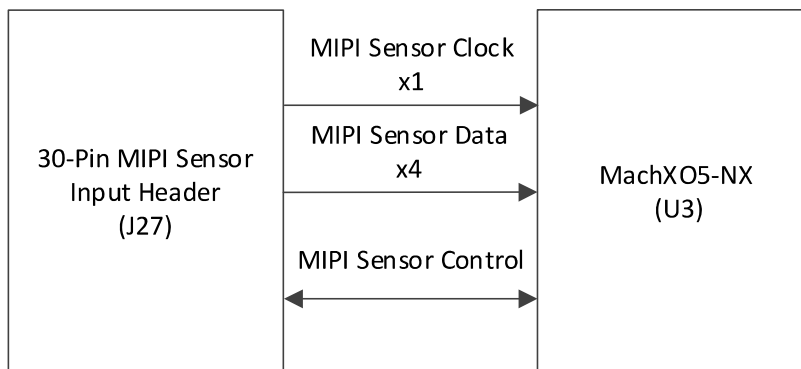 MIPI Sensor Clock
x1
MIPI Sensor Data
x4
MIPI Sensor Control
30-Pin MIPI Sensor
Input Header
(J27)
MachXO5-NX
(U3)